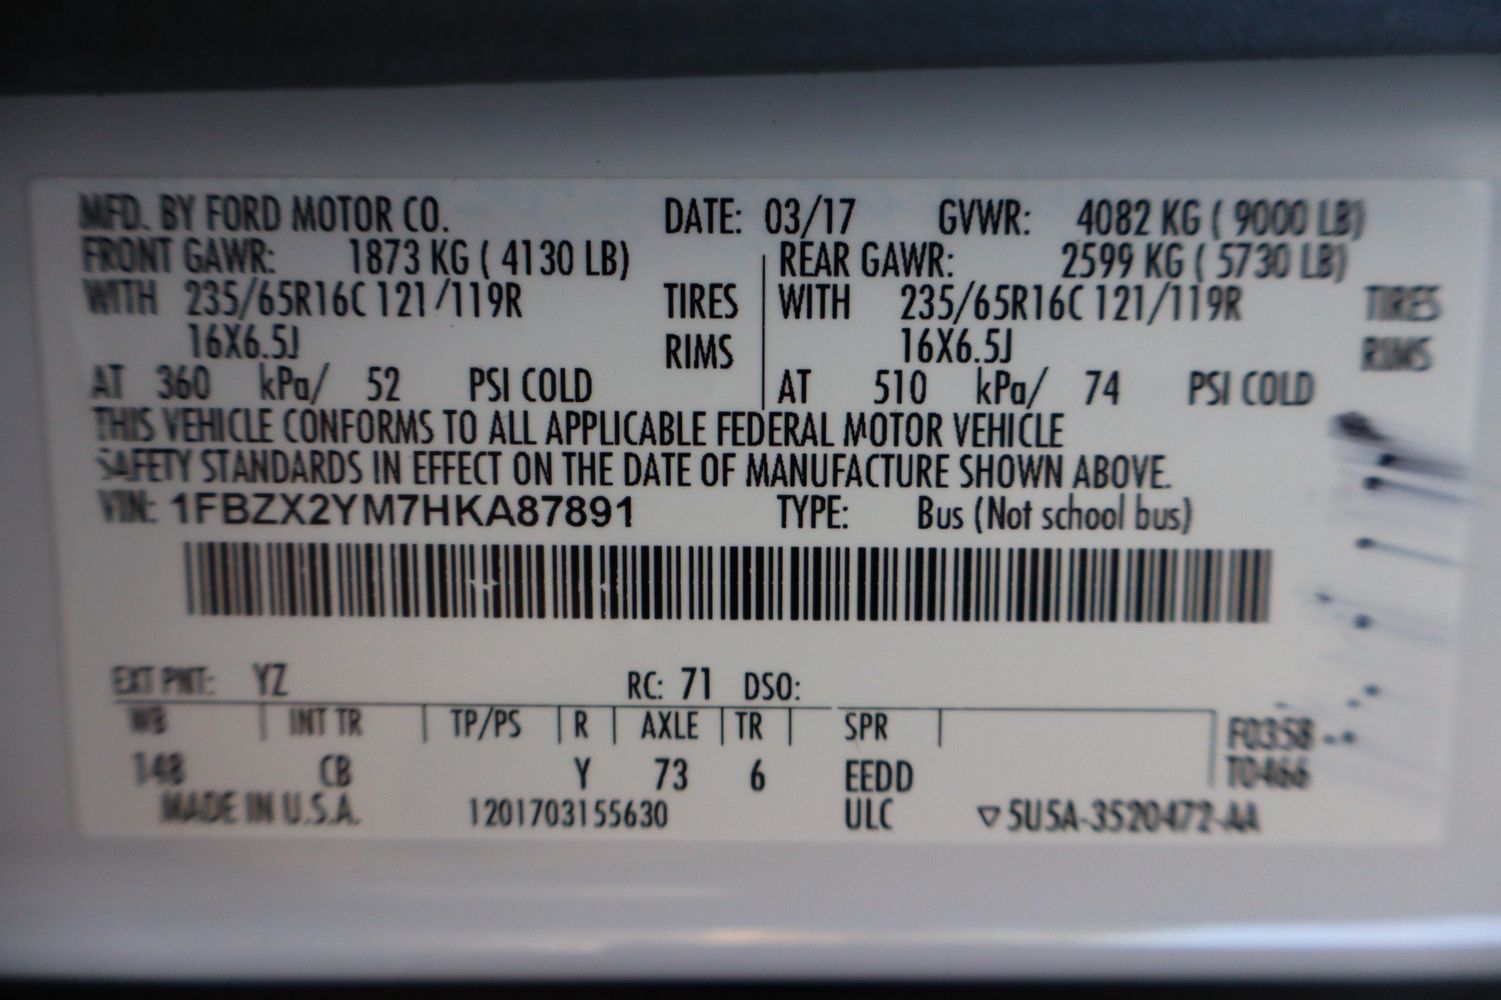 MFD. BY FORD MOTOR CO. DATE: 03/17 GVWR: 4082 KG ( 9000 LB)
FRONT GAWR: 1873 KG ( 4130 LB) REAR GAWR: 2599 KG ( 5730 LB)
WITH 235/65R16C 121/119R TIRES WITH 235/65R16C 121/119R TIRES
16X6.5J RIMS 16X6.5J RIMS
AT 360 kPa/ 52 PSI COLD AT 510 kPa/ 74 PSI COLD
THIS VEHICLE CONFORMS TO ALL APPLICABLE FEDERAL MOTOR VEHICLE
SAFETY STANDARDS IN EFFECT ON THE DATE OF MANUFACTURE SHOWN ABOVE.
VIN: 1FBZX2YM7HKA87891 TYPE: Bus (Not school bus)
EXT PNT: YZ RC: 71 DSO:
WB INT TR TP/PS R AXLE TR SPR F0358
148 CB Y 73 6 EEDD T0466
MADE IN U.S.A. 1201703155630 ULC ▽5U5A-3520472-AA